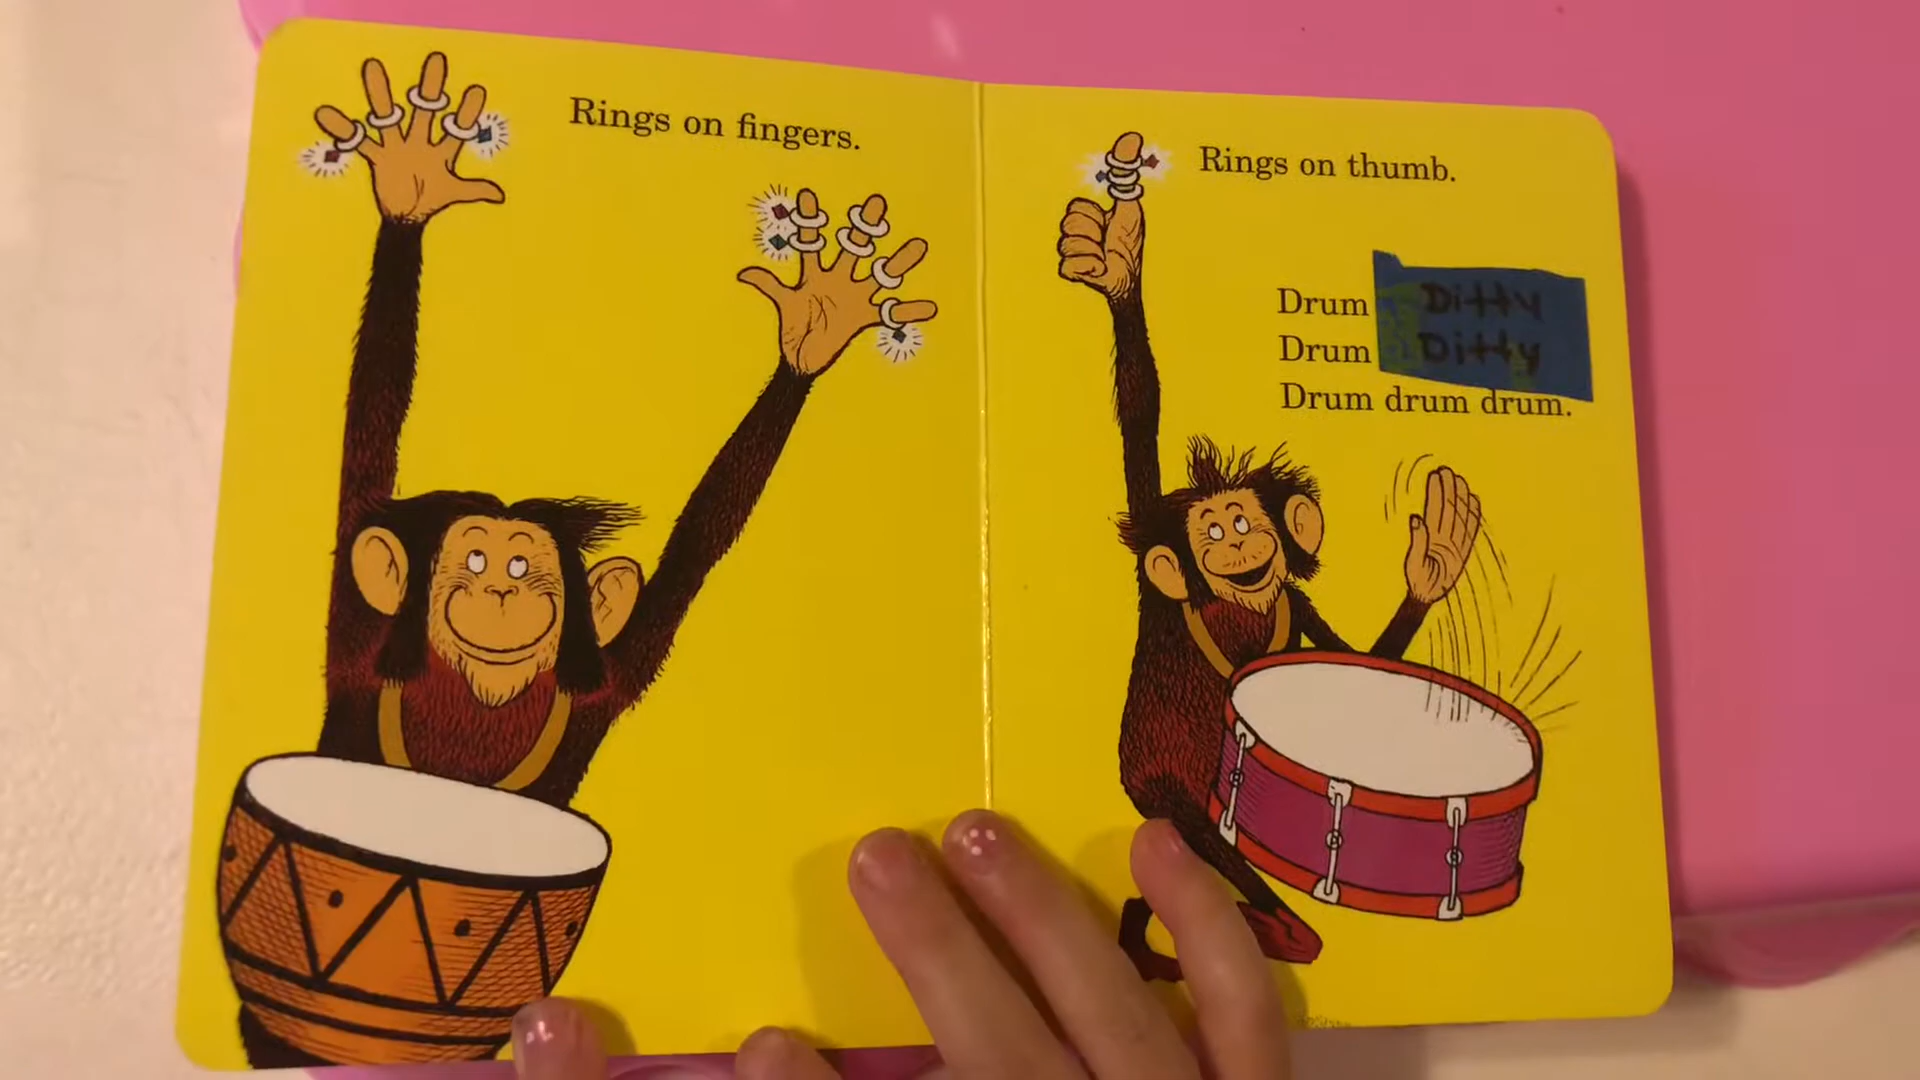 Rings on fingers.
Rings on thumb.
Drum Ditty
Drum Ditty
Drum drum drum.